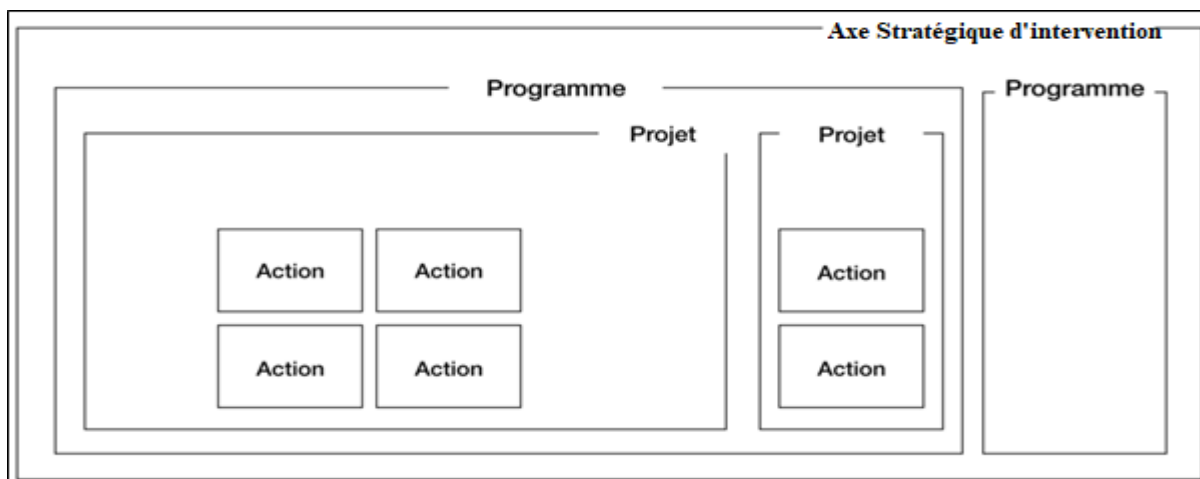 Axe Stratégique d'intervention
Programme
Programme
Projet
Projet
Action
Action
Action
Action
Action
Action